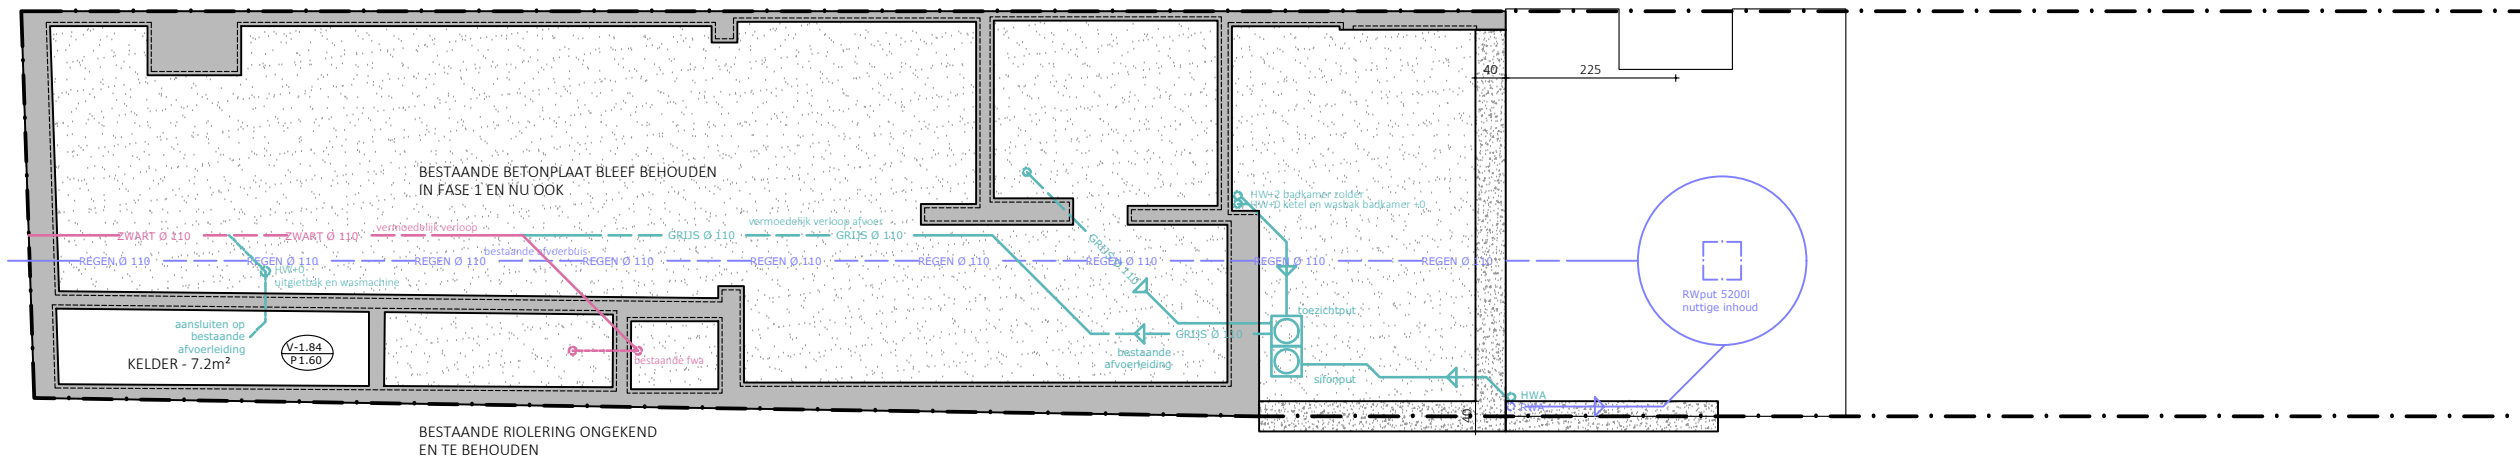 40
225
BESTAANDE BETONPLAAT BLEEF BEHOUDEN
IN FASE 1 EN NU OOK
HW+2 badkamer zolder
HW+0 ketel en wasbak badkamer +0
vermoedelijk verloop afvoer
vermoedelijk verloop
ZWART Ø 110
ZWART Ø 110
GRIJS Ø 110
GRIJS Ø 110
GRIJS Ø 110
bestaande afvoerbuis
REGEN Ø 110
REGEN Ø 110
REGEN Ø 110
REGEN Ø 110
REGEN Ø 110
REGEN Ø 110
REGEN Ø 110
REGEN Ø 110
REGEN Ø 110
HW+0
uitgietbak en wasmachine
RWput 5200l
nuttige inhoud
toezichtput
aansluiten op
bestaande
afvoerleiding
GRIJS Ø 110
V-1.84
P1.60
KELDER - 7.2m²
bestaande fwa
bestaande
afvoerleiding
sifonput
HWA
RWA
40
BESTAANDE RIOLERING ONGEKEND
EN TE BEHOUDEN